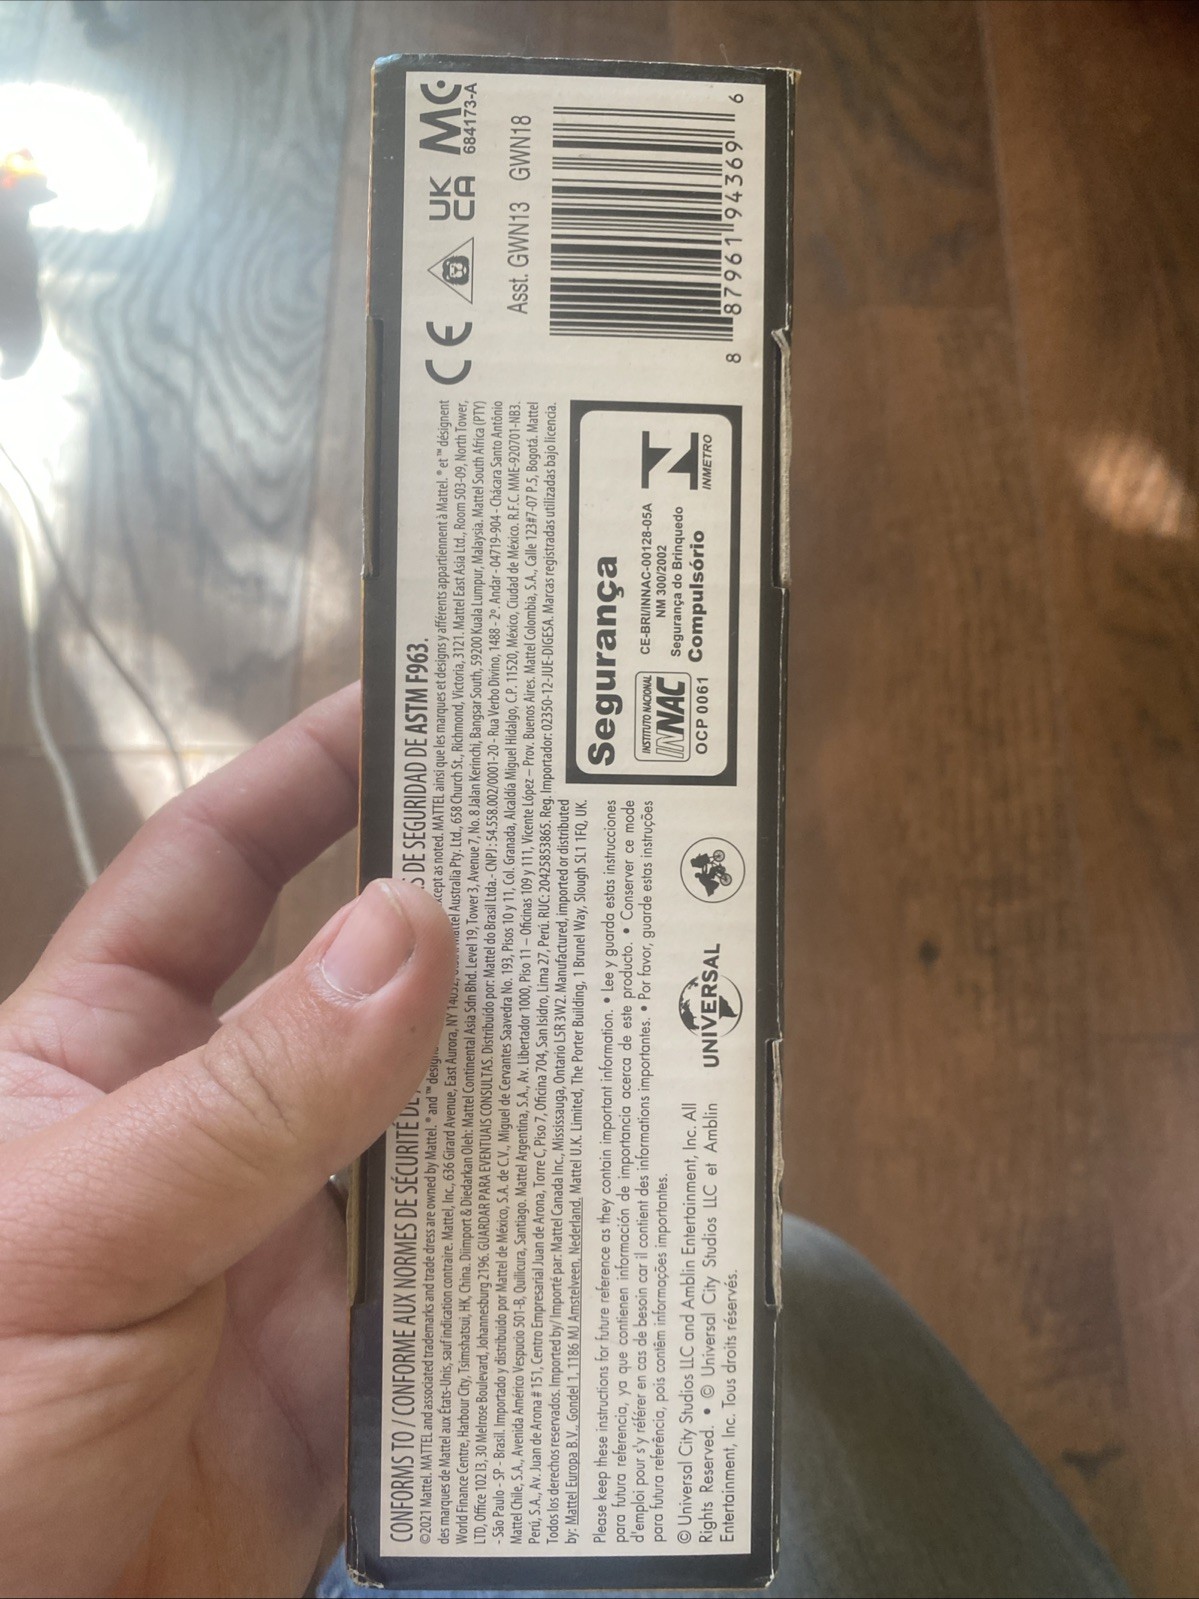 CONFORMS TO / CONFORME AUX NORMES DE SÉCURITÉ DE S DE SEGURIDAD DE ASTM F963.
©2021 Mattel. MATTEL and associated trademarks and trade dress are owned by Mattel. ® and ™ design xcept as noted. MATTEL ainsi que les marques et designs y afférents appartiennent à Mattel. ® et ™ désignent
des marques de Mattel aux États-Unis, sauf indication contraire. Mattel, Inc., 636 Girard Avenue, East Aurora, NY 14052, Mattel Australia Pty. Ltd., 658 Church St., Richmond, Victoria, 3121. Mattel East Asia Ltd., Room 503-09, North Tower,
World Finance Centre, Harbour City, Tsimshatsui, HK, China. Diimport & Diedarkan Oleh: Mattel Continental Asia Sdn Bhd. Level 19, Tower 3, Avenue 7, No. 8 Jalan Kerinchi, Bangsar South, 59200 Kuala Lumpur, Malaysia. Mattel South Africa (PTY)
LTD, Office 10213, 30 Melrose Boulevard, Johannesburg 2196. GUARDAR PARA EVENTUAIS CONSULTAS. Distribuído por: Mattel do Brasil Ltda.- CNPJ: 54.558.002/0001-20 - Rua Verbo Divino, 1488 - 2º. Andar - 04719-904 - Chácara Santo Antônio
- São Paulo - SP - Brasil. Importado y distribuido por Mattel de México, S.A. de C.V., Miguel de Cervantes Saavedra No. 193, Pisos 10 y 11, Col. Granada, Alcaldía Miguel Hidalgo, C.P. 11520, México, Ciudad de México. R.F.C. MME-920701-NB3.
Mattel Chile, S.A., Avenida Américo Vespucio 501-B, Quilicura, Santiago. Mattel Argentina, S.A., Av. Libertador 1000, Piso 11 – Oficinas 109 y 111, Vicente López – Prov. Buenos Aires. Mattel Colombia, S.A., Calle 123#7-07 P.5, Bogotá. Mattel
Perú, S.A., Av. Juan de Arona # 151, Centro Empresarial Juan de Arona, Torre C, Piso 7, Oficina 704, San Isidro, Lima 27, Perú. RUC: 20425853865. Reg. Importador: 02350-12-JUE-DIGESA. Marcas registradas utilizadas bajo licencia.
Todos los derechos reservados. Imported by/ Importé par: Mattel Canada Inc., Mississauga, Ontario L5R 3W2. Manufactured, imported or distributed
by: Mattel Europa B.V., Gondel 1, 1186 MJ Amstelveen, Nederland. Mattel U.K. Limited, The Porter Building, 1 Brunel Way, Slough SL1 1FQ, UK.
Please keep these instructions for future reference as they contain important information. • Lee y guarda estas instrucciones
para futura referencia, ya que contienen información de importancia acerca de este producto. • Conserver ce mode
d'emploi pour s'y référer en cas de besoin car il contient des informations importantes. • Por favor, guarde estas instruções
para futura referência, pois contêm informações importantes.
© Universal City Studios LLC and Amblin Entertainment, Inc. All
Rights Reserved. • © Universal City Studios LLC et Amblin
Entertainment, Inc. Tous droits réservés.
UNIVERSAL
Segurança
INSTITUTO NACIONAL
INNAC
OCP 0061
CE-BRI/INNAC-00128-05A
NM 300/2002
Segurança do Brinquedo
Compulsório
INMETRO
CE
UK
CA
MC
684173-A
Asst. GWN13 GWN18
8 87961 94369 6